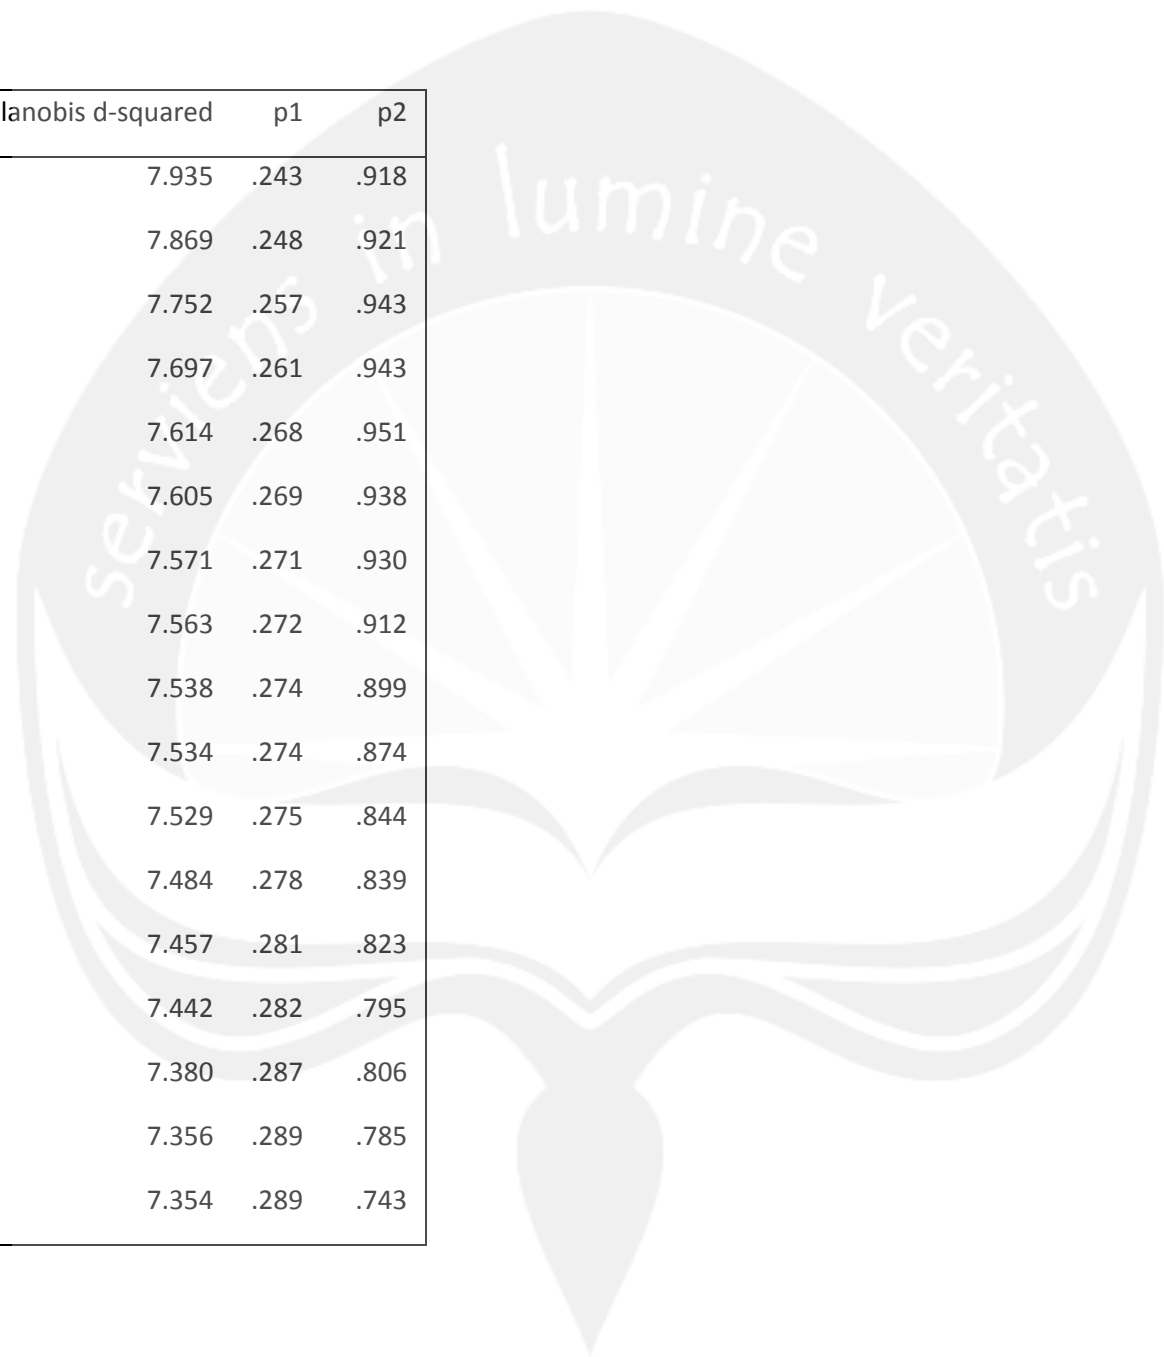 lanobis d-squared p1 p2
7.935 .243 .918
7.869 .248 .921
7.752 .257 .943
7.697 .261 .943
7.614 .268 .951
7.605 .269 .938
7.571 .271 .930
7.563 .272 .912
7.538 .274 .899
7.534 .274 .874
7.529 .275 .844
7.484 .278 .839
7.457 .281 .823
7.442 .282 .795
7.380 .287 .806
7.356 .289 .785
7.354 .289 .743
serviens in lumine veritatis